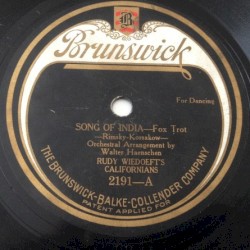 B
Brunswick
For Dancing
SONG OF INDIA—Fox Trot
—Rimsky-Korsakow—
Orchestral Arrangement by
Walter Haenschen
RUDY WIEDOEFT'S
CALIFORNIANS
2191—A
THE BRUNSWICK-BALKE-COLLENDER COMPANY
PATENT APPLIED FOR